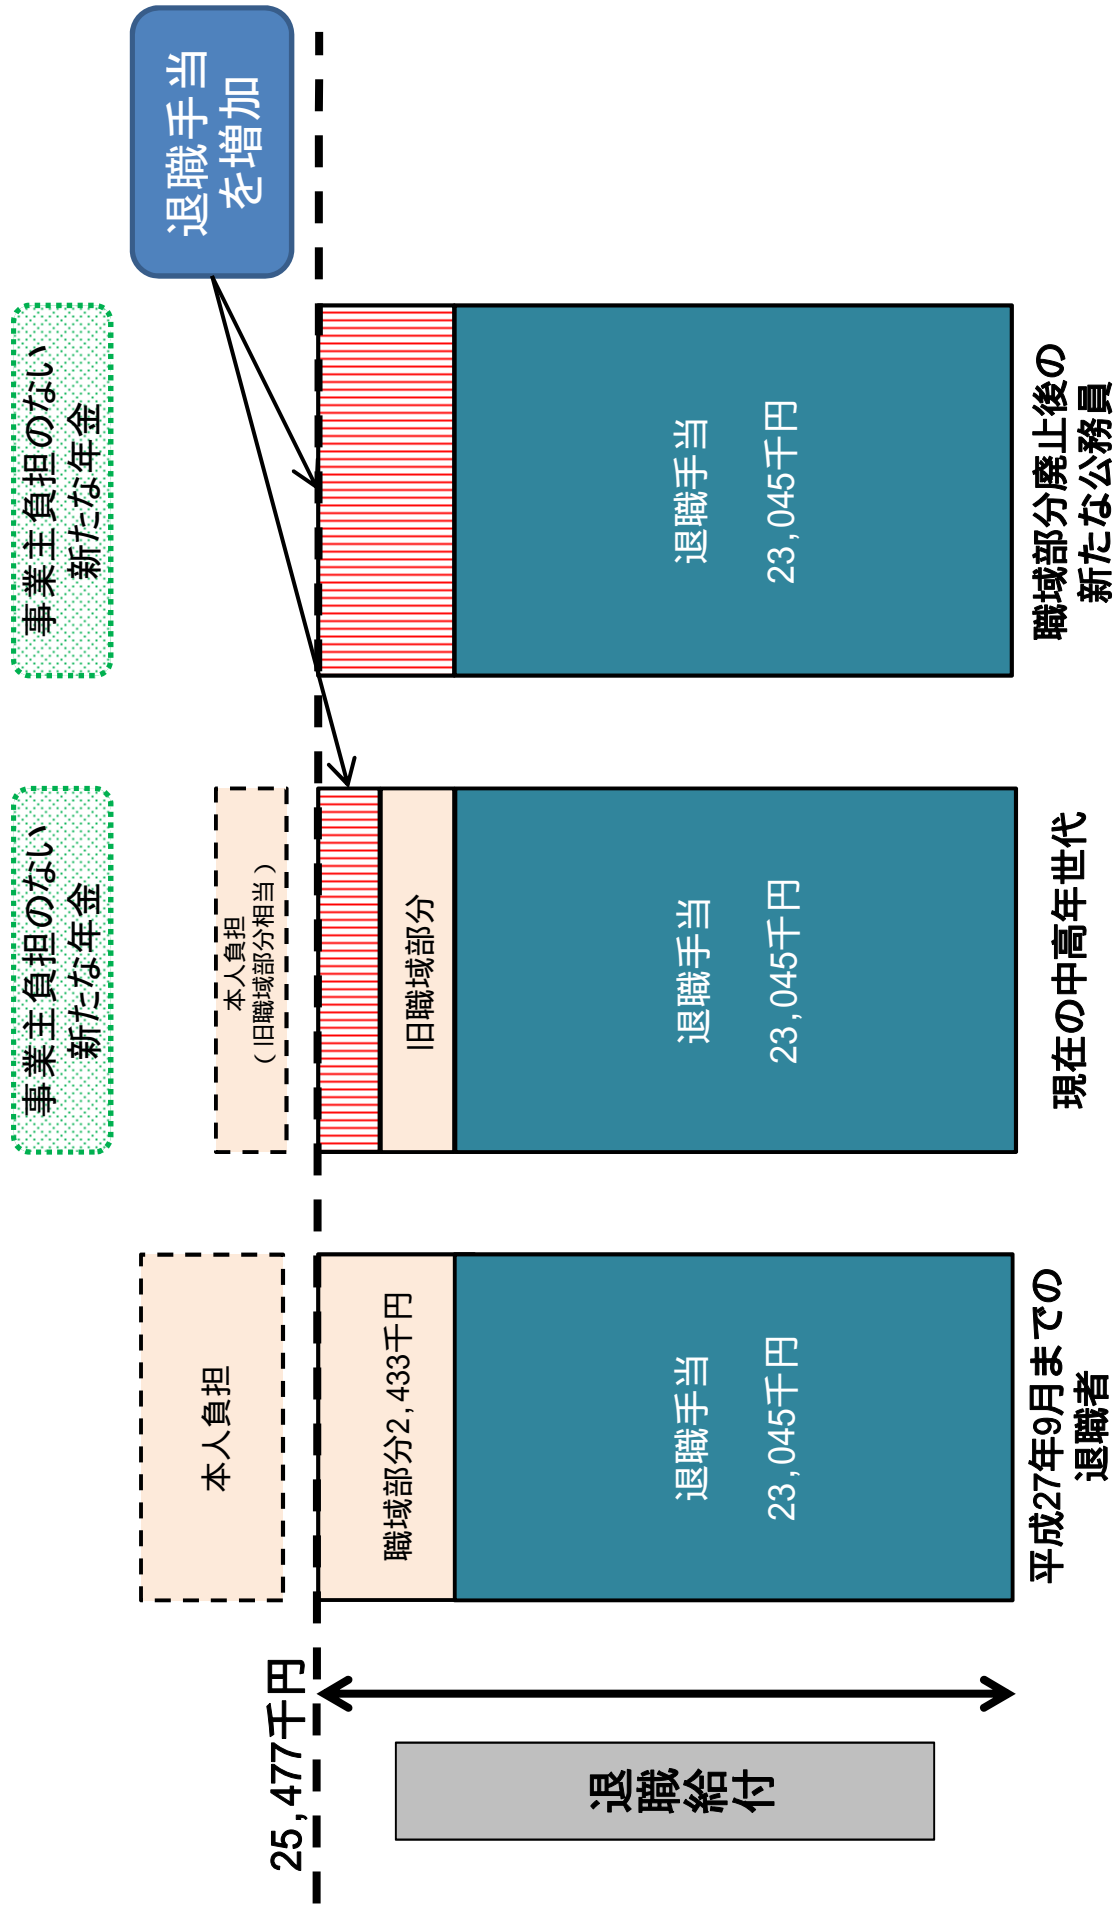 25,477千円
退職給付
本人負担
職域部分2,433千円
退職手当
23,045千円
平成27年9月までの
退職者
事業主負担のない
新たな年金
本人負担
(旧職域部分相当)
旧職域部分
退職手当
23,045千円
現在の中高年世代
事業主負担のない
新たな年金
退職手当
23,045千円
職域部分廃止後の
新たな公務員
退職手当
を増加